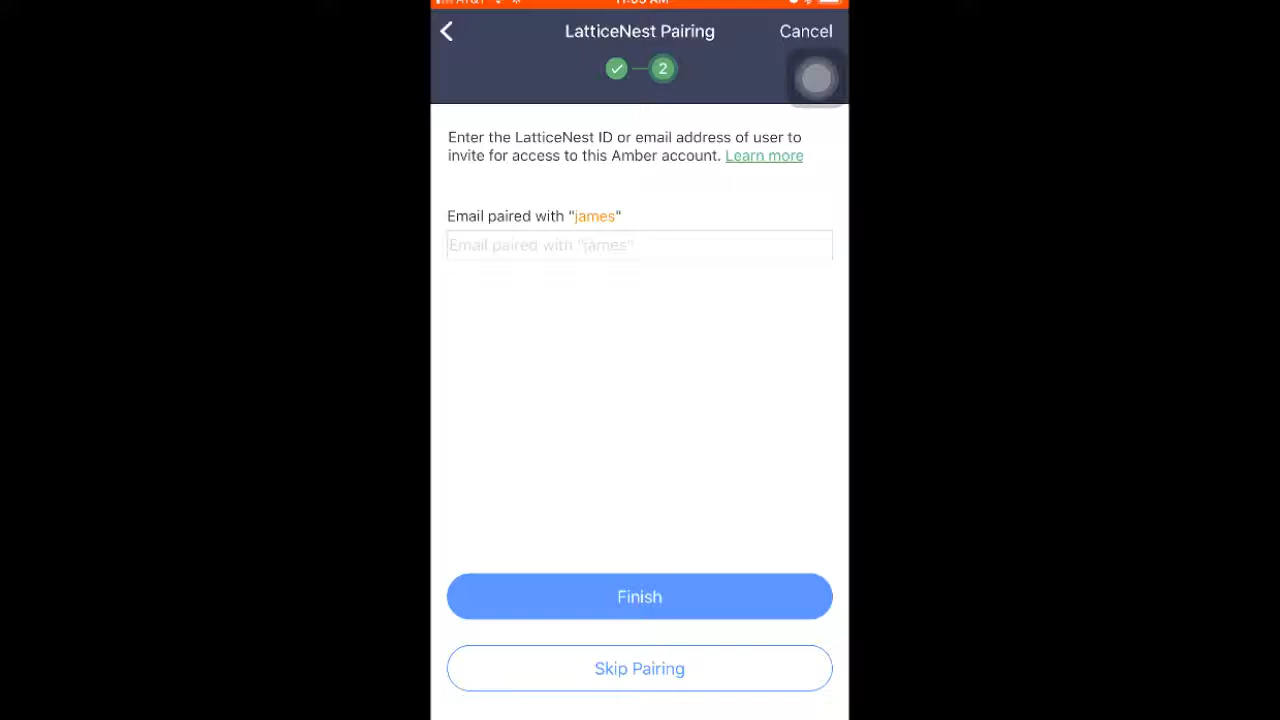 LatticeNest Pairing
Cancel
2
Enter the LatticeNest ID or email address of user to
invite for access to this Amber account. Learn more
Email paired with "james"
Email paired with "james"
Finish
Skip Pairing